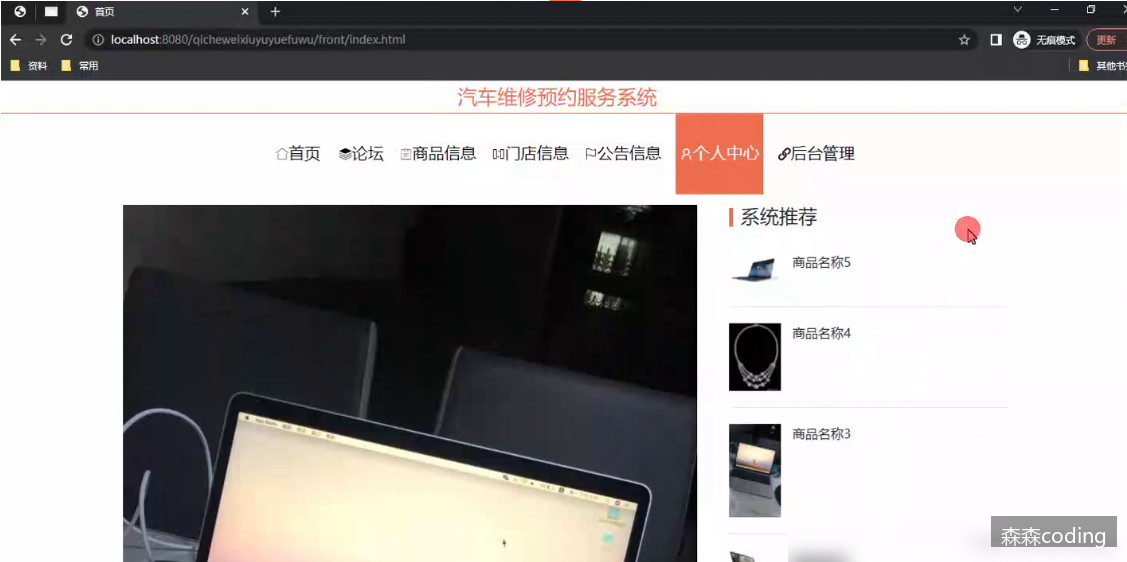 首页
localhost:8080/qicheweixiuyuyuefuwu/front/index.html
无痕模式
更新
资料
常用
其他书
汽车维修预约服务系统
首页
论坛
商品信息
门店信息
公告信息
个人中心
后台管理
系统推荐
商品名称5
商品名称4
商品名称3
森森coding